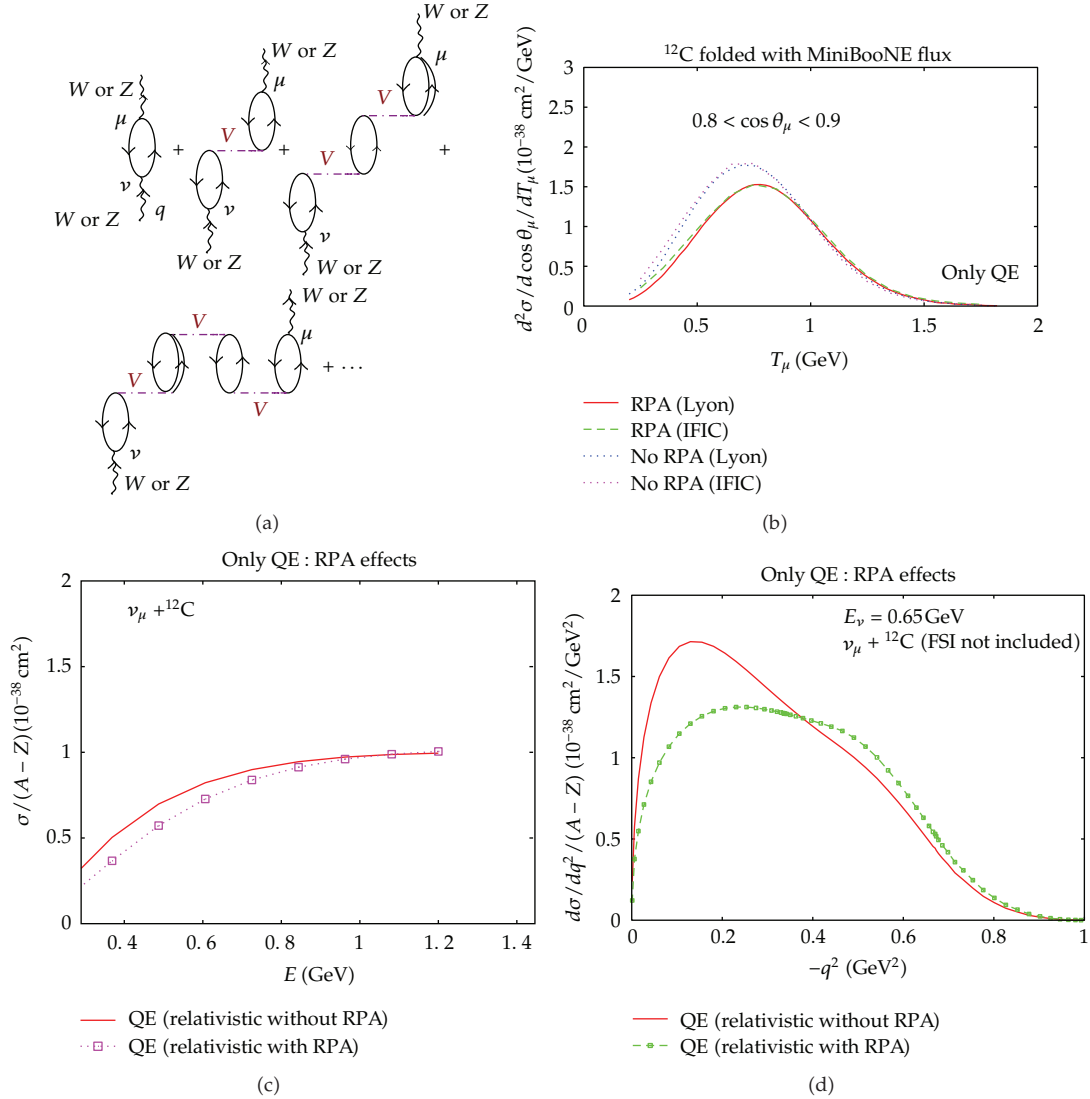 W or Z
μ
W or Z
ν
q
+
W or Z
μ
V
ν
W or Z
+
W or Z
μ
V
V
ν
W or Z
+
W or Z
V
μ
V
V
ν
W or Z
+ ···
(a)
¹²C folded with MiniBooNE flux
d²σ/d cos θμ/dTμ(10⁻³⁸ cm²/GeV)
3
2.5
2
1.5
1
0.5
0
0.8 < cos θμ < 0.9
Only QE
0 0.5 1 1.5 2
Tμ (GeV)
RPA (Lyon)
RPA (IFIC)
No RPA (Lyon)
No RPA (IFIC)
(b)
Only QE : RPA effects
σ/(A − Z)(10⁻³⁸ cm²)
2
1.5
1
0.5
0
νμ +¹²C
0.4 0.6 0.8 1 1.2 1. 4
E (GeV)
QE (relativistic without RPA)
QE (relativistic with RPA)
(c)
Only QE : RPA effects
dσ/dq²/(A − Z) (10⁻³⁸ cm²/GeV²)
2
1.5
1
0.5
0
Eν = 0.65 GeV
νμ + ¹²C (FSI not included)
0 0.2 0.4 0.6 0.8 1
−q² (GeV²)
QE (relativistic without RPA)
QE (relativistic with RPA)
(d)